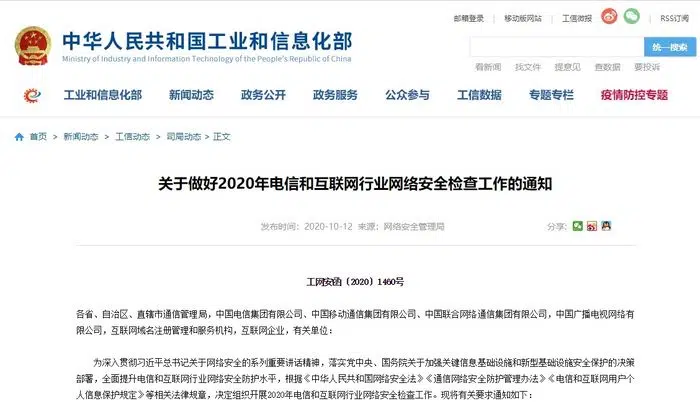 邮箱登录 | 移动版网站 | 工信微报 | RSS订阅
中华人民共和国工业和信息化部
Ministry of Industry and Information Technology of the People's Republic of China
统一搜索
看新闻 找文件 提意见 查数据 要投诉
工业和信息化部 新闻动态 政务公开 政务服务 公众参与 工信数据 专题专栏 疫情防控专题
首页 > 新闻动态 > 工信动态 > 司局动态 > 正文
关于做好2020年电信和互联网行业网络安全检查工作的通知
发布时间：2020-10-12 来源：网络安全管理局 分享：
工网安函〔2020〕1460号
各省、自治区、直辖市通信管理局，中国电信集团有限公司、中国移动通信集团有限公司、中国联合网络通信集团有限公司，中国广播电视网络有
限公司，互联网域名注册管理和服务机构，互联网企业，有关单位：
为深入贯彻习近平总书记关于网络安全的系列重要讲话精神，落实党中央、国务院关于加强关键信息基础设施和新型基础设施安全保护的决策
部署，全面提升电信和互联网行业网络安全防护水平，根据《中华人民共和国网络安全法》《通信网络安全防护管理办法》《电信和互联网用户个
人信息保护规定》等相关法律规章，决定组织开展2020年电信和互联网行业网络安全检查工作。现将有关要求通知如下：